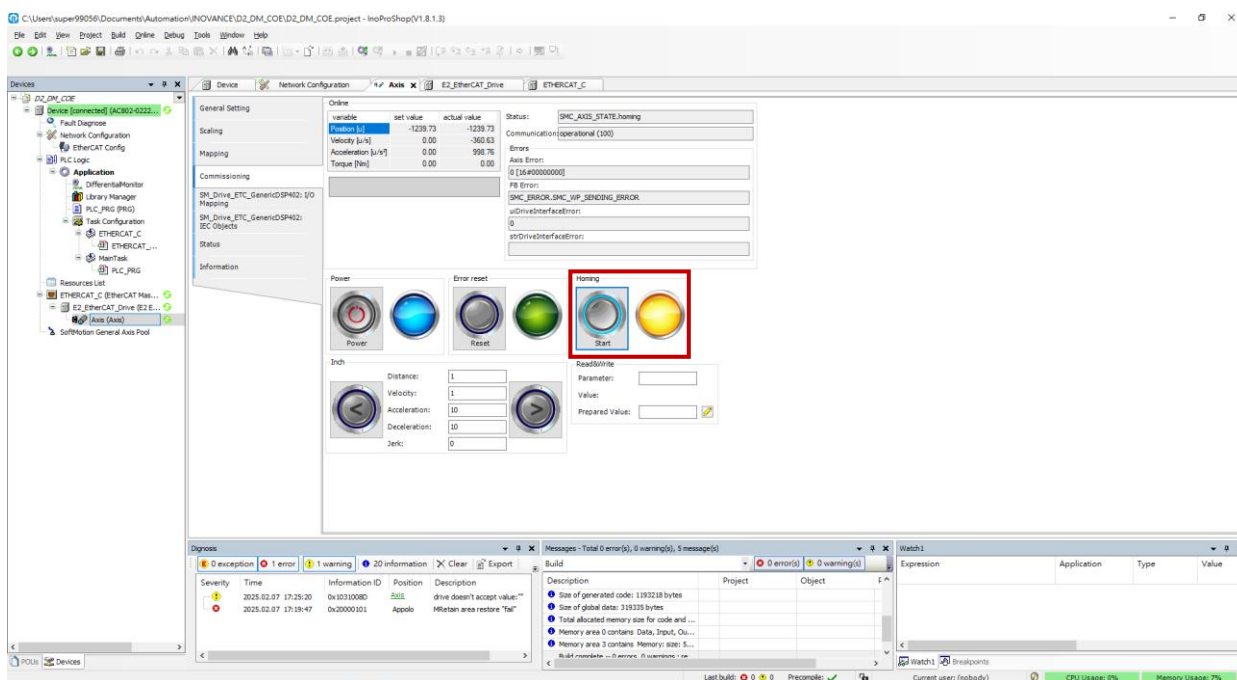 C:\Users\super99056\Documents\Automation\INOVANCE\D2_DM_COE\D2_DM_COE.project - InoProShop(V1.8.1.3)
File Edit View Project Build Online Debug Tools Window Help
Devices
Device Network Configuration Axis E2_EtherCAT_Drive ETHERCAT_C
D2_DM_COE
Device [connected] (AC802-0222...
Fault Diagnose
Network Configuration
EtherCAT Config
PLC Logic
Application
DifferentialMonitor
Library Manager
PLC_PRG (PRG)
Task Configuration
ETHERCAT_C
ETHERCAT_...
MainTask
PLC_PRG
Resources List
ETHERCAT_C (EtherCAT Mas...
E2_EtherCAT_Drive (E2 E...
Axis (Axis)
SoftMotion General Axis Pool
POUs Devices
General Setting
Scaling
Mapping
Commissioning
SM_Drive_ETC_GenericDSP402: I/O
Mapping
SM_Drive_ETC_GenericDSP402:
IEC Objects
Status
Information
Online
variable set value actual value
Position [u] -1239.73 -1239.73
Velocity [u/s] 0.00 -360.63
Acceleration [u/s²] 0.00 998.76
Torque [Nm] 0.00 0.00
Status: SMC_AXIS_STATE.homing
Communication: operational (100)
Errors
Axis Error:
0 [16#00000000]
FB Error:
SMC_ERROR.SMC_WP_SENDING_ERROR
uiDriveInterfaceError:
0
strDriveInterfaceError:
Power Error reset Homing
Power Reset Start
Inch
Distance: 1
Velocity: 1
Acceleration: 10
Deceleration: 10
Jerk: 0
< >
Read&Write
Parameter:
Value:
Prepared Value:
Dignosis
0 exception 1 error 1 warning 20 information Clear Export
Severity Time Information ID Position Description
2025.02.07 17:25:20 0x1031008D Axis drive doesn't accept value:""
2025.02.07 17:19:47 0x20000101 Appolo MRetain area restore "fail"
Messages - Total 0 error(s), 0 warning(s), 5 message(s)
Build 0 error(s) 0 warning(s)
Description Project Object
Size of generated code: 1193218 bytes
Size of global data: 319335 bytes
Total allocated memory size for code and ...
Memory area 0 contains Data, Input, Ou...
Memory area 3 contains Memory: size: 5...
Build complete -- 0 errors, 0 warnings : re
Watch1
Expression Application Type Value
Watch1 Breakpoints
Last build: 0 0 Precompile: Current user: (nobody) CPU Usage: 0% Memory Usage: 7%